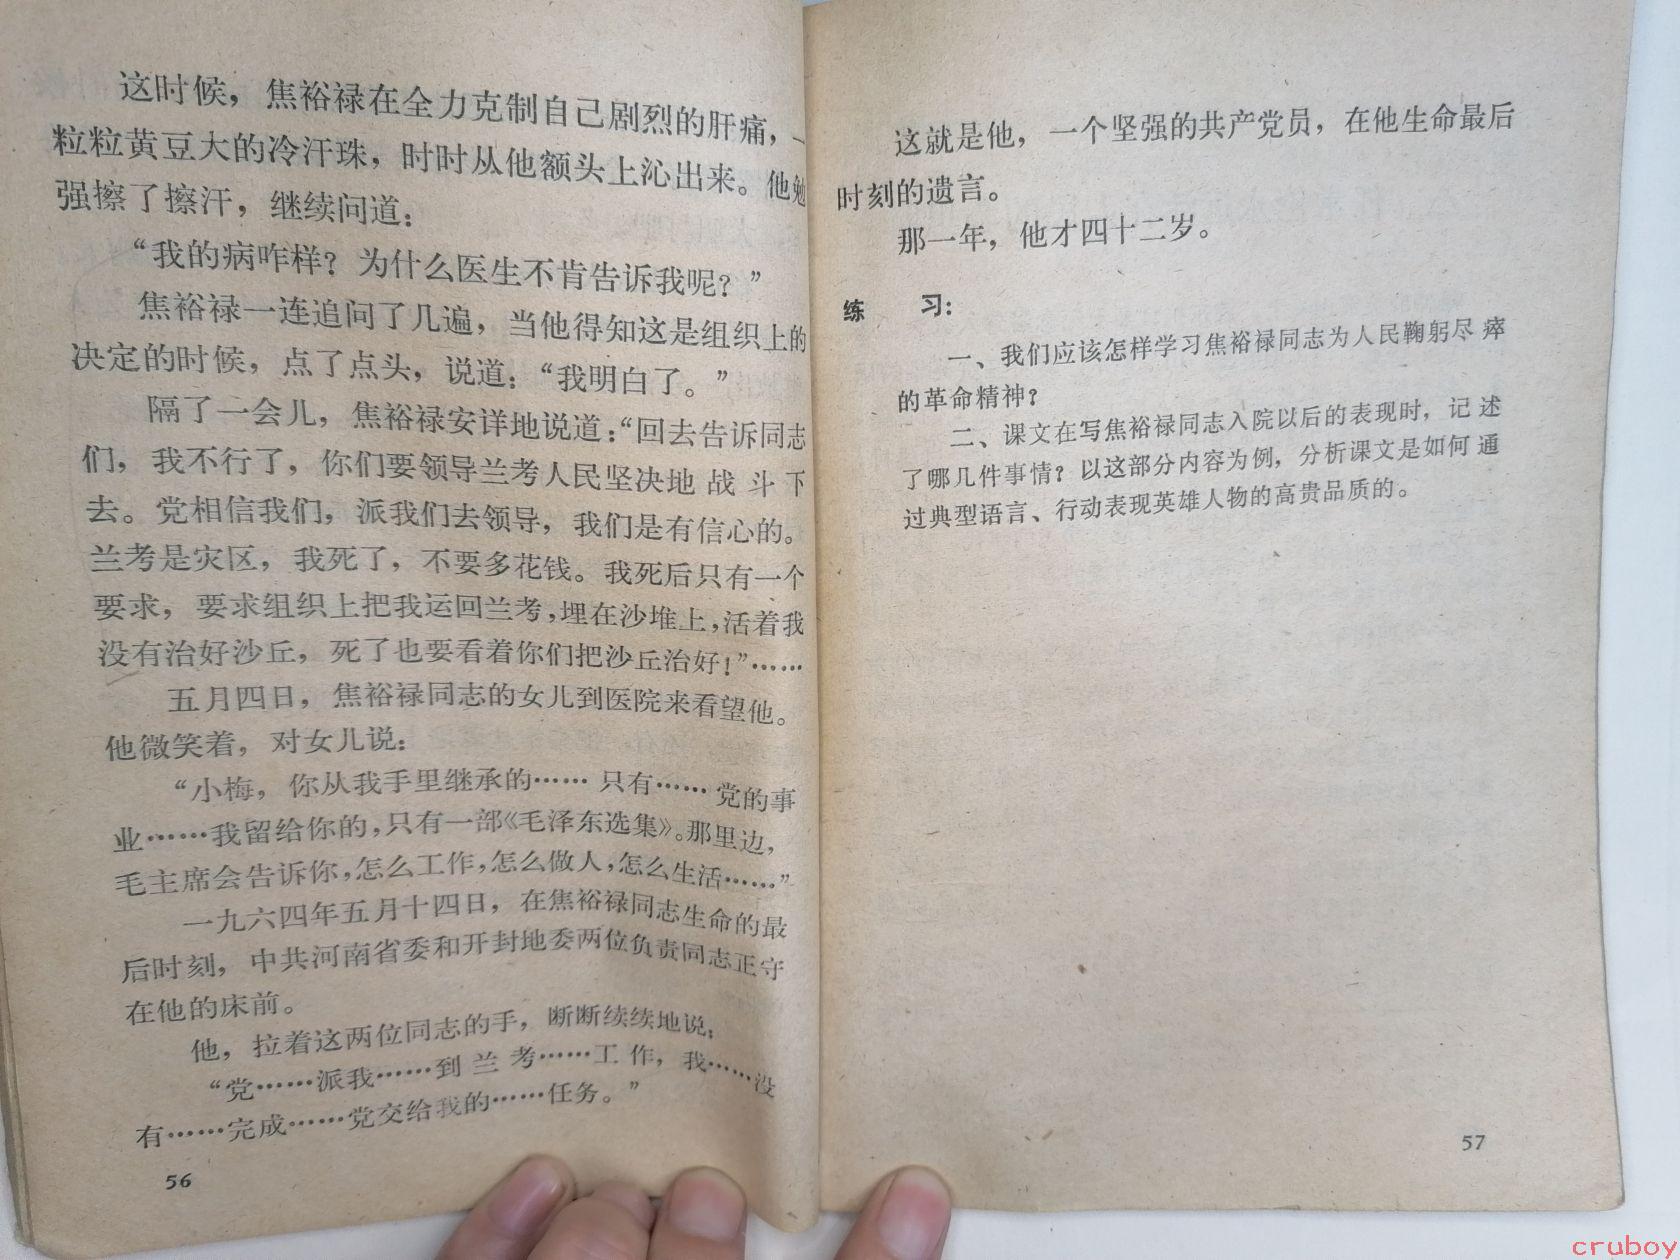 这时候，焦裕禄在全力克制自己剧烈的肝痛，一
粒粒黄豆大的冷汗珠，时时从他额头上沁出来。他勉
强擦了擦汗，继续问道：
“我的病咋样？为什么医生不肯告诉我呢？”
焦裕禄一连追问了几遍，当他得知这是组织上的
决定的时候，点了点头，说道：“我明白了。”
隔了一会儿，焦裕禄安详地说道：“回去告诉同志
们，我不行了，你们要领导兰考人民坚决地战斗下
去。党相信我们，派我们去领导，我们是有信心的。
兰考是灾区，我死了，不要多花钱。我死后只有一个
要求，要求组织上把我运回兰考，埋在沙堆上，活着我
没有治好沙丘，死了也要看着你们把沙丘治好！”……
五月四日，焦裕禄同志的女儿到医院来看望他。
他微笑着，对女儿说：
“小梅，你从我手里继承的……只有……党的事
业……我留给你的，只有一部《毛泽东选集》。那里边，
毛主席会告诉你，怎么工作，怎么做人，怎么生活……”
一九六四年五月十四日，在焦裕禄同志生命的最
后时刻，中共河南省委和开封地委两位负责同志正守
在他的床前。
他，拉着这两位同志的手，断断续续地说：
“党……派我……到兰考……工作，我……没
有……完成……党交给我的……任务。”
56
这就是他，一个坚强的共产党员，在他生命最后
时刻的遗言。
那一年，他才四十二岁。
练 习：
一、我们应该怎样学习焦裕禄同志为人民鞠躬尽瘁
的革命精神？
二、课文在写焦裕禄同志入院以后的表现时，记述
了哪几件事情？以这部分内容为例，分析课文是如何通
过典型语言、行动表现英雄人物的高贵品质的。
57
cruboy